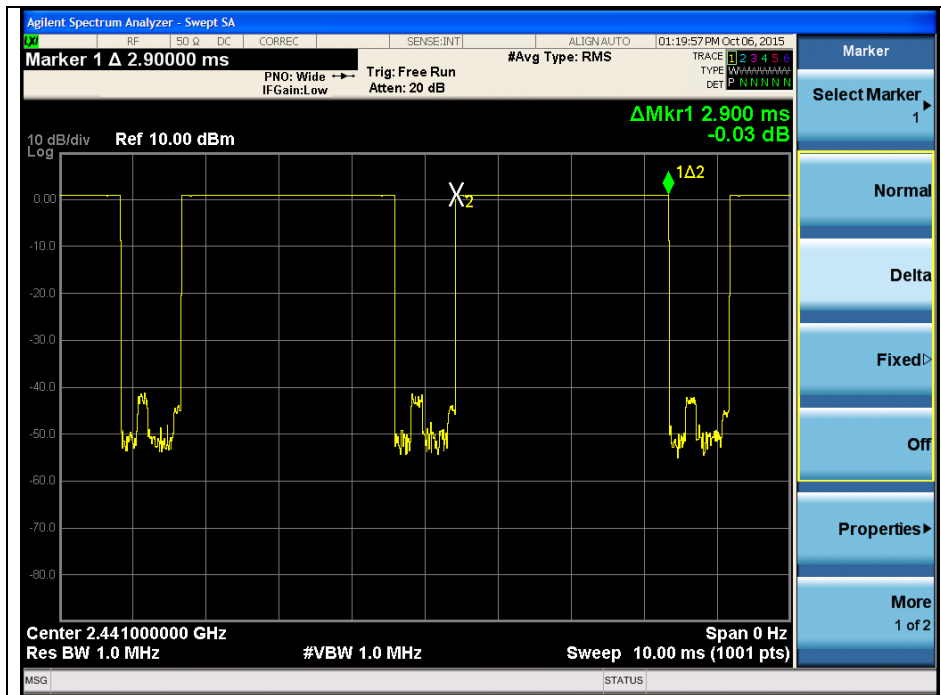 Agilent Spectrum Analyzer - Swept SA
LXI RF 50 Ω DC CORREC SENSE:INT ALIGN AUTO 01:19:57 PM Oct 06, 2015
Marker 1 Δ 2.90000 ms
PNO: Wide
IFGain:Low
Trig: Free Run
Atten: 20 dB
#Avg Type: RMS
TRACE 1 2 3 4 5 6
TYPE WWWWWW
DET P N N N N N
ΔMkr1 2.900 ms
-0.03 dB
10 dB/div Ref 10.00 dBm
Log
1Δ2
X2
0.00
-10.0
-20.0
-30.0
-40.0
-50.0
-60.0
-70.0
-80.0
Center 2.441000000 GHz Span 0 Hz
Res BW 1.0 MHz #VBW 1.0 MHz Sweep 10.00 ms (1001 pts)
MSG STATUS
Marker
Select Marker
1
Normal
Delta
Fixed
Off
Properties
More
1 of 2